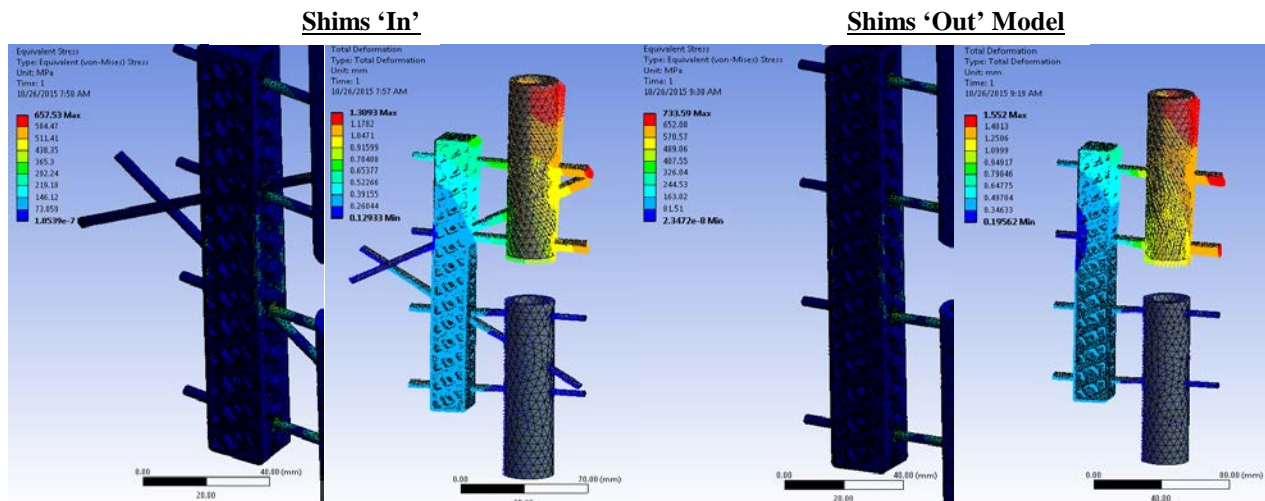 Shims ‘In’
Shims ‘Out’ Model
Equivalent Stress
Type: Equivalent (von-Mises) Stress
Unit: MPa
Time: 1
10/26/2015 7:58 AM
657.53 Max
584.47
511.41
438.35
365.3
292.24
219.18
146.12
73.059
1.0539e-7
0.00
40.00 (mm)
20.00
Total Deformation
Type: Total Deformation
Unit: mm
Time: 1
10/26/2015 7:57 AM
1.3093 Max
1.1782
1.0471
0.91599
0.78488
0.65377
0.52266
0.39155
0.26044
0.12933 Min
0.00
70.00 (mm)
Equivalent Stress
Type: Equivalent (von-Mises) Stress
Unit: MPa
Time: 1
10/26/2015 9:30 AM
733.59 Max
652.08
570.57
489.06
407.55
326.04
244.53
163.02
81.51
2.3472e-8 Min
0.00
40.00 (mm)
20.00
Total Deformation
Type: Total Deformation
Unit: mm
Time: 1
10/26/2015 9:19 AM
1.552 Max
1.4013
1.2506
1.0999
0.94917
0.79846
0.64775
0.49704
0.34633
0.19562 Min
0.00
80.00 (mm)
40.00